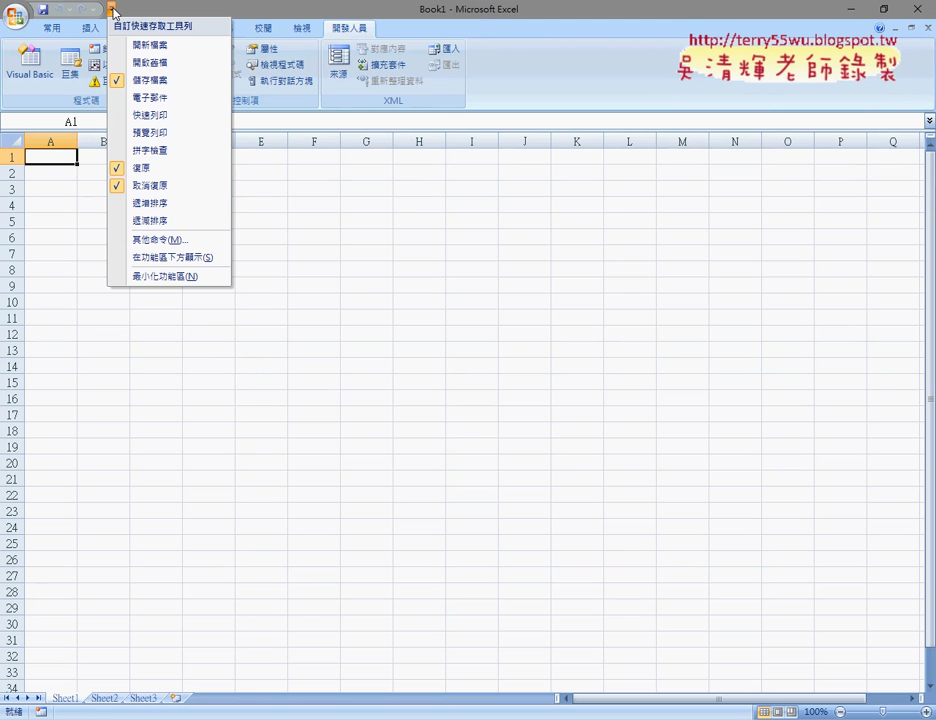 Book1 - Microsoft Excel
常用
插入
校閱
檢視
開發人員
自訂快速存取工具列
開新檔案
開啟舊檔
儲存檔案
電子郵件
快速列印
預覽列印
拼字檢查
復原
取消復原
遞增排序
遞減排序
其他命令(M)...
在功能區下方顯示(S)
最小化功能區(N)
Visual Basic
巨集
程式碼
屬性
檢視程式碼
執行對話方塊
控制項
來源
對應內容
擴充套件
重新整理資料
匯入
匯出
XML
http://terry55wu.blogspot.tw
吳清輝老師錄製
A1
A B E F G H I J K L M N O P Q
1
2
3
4
5
6
7
8
9
10
11
12
13
14
15
16
17
18
19
20
21
22
23
24
25
26
27
28
29
30
31
32
33
34
Sheet1 Sheet2 Sheet3
就緒
100%